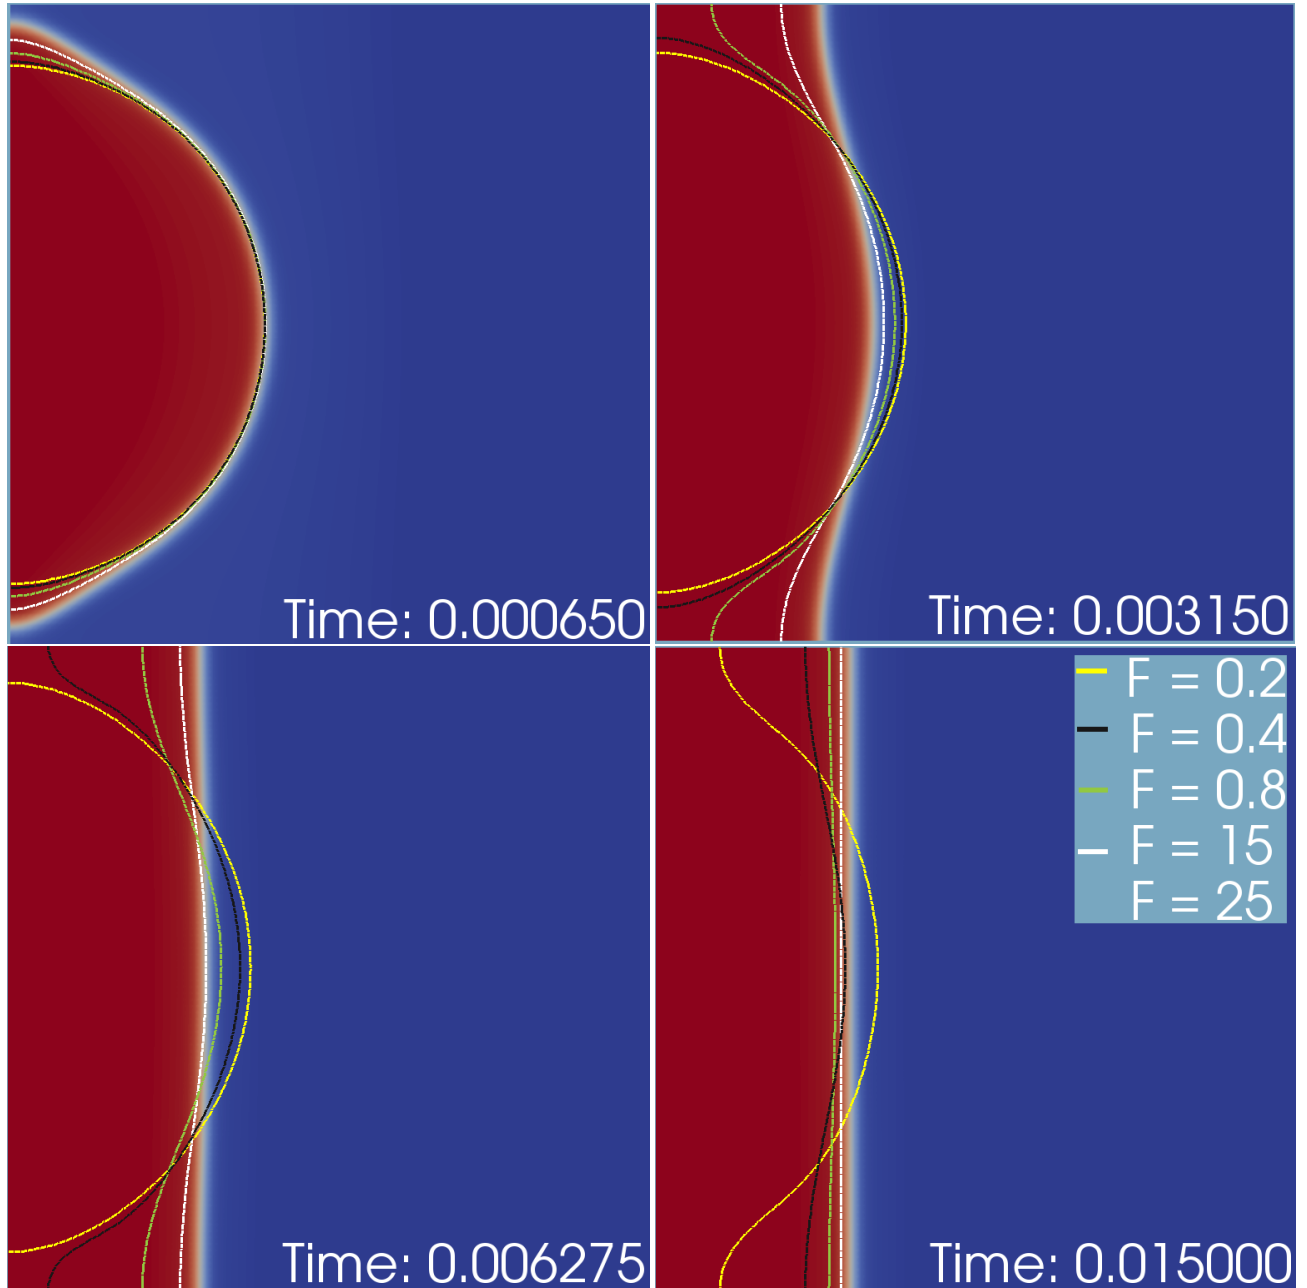 Time: 0.000650
Time: 0.003150
Time: 0.006275
F = 0.2
F = 0.4
F = 0.8
F = 15
F = 25
Time: 0.015000